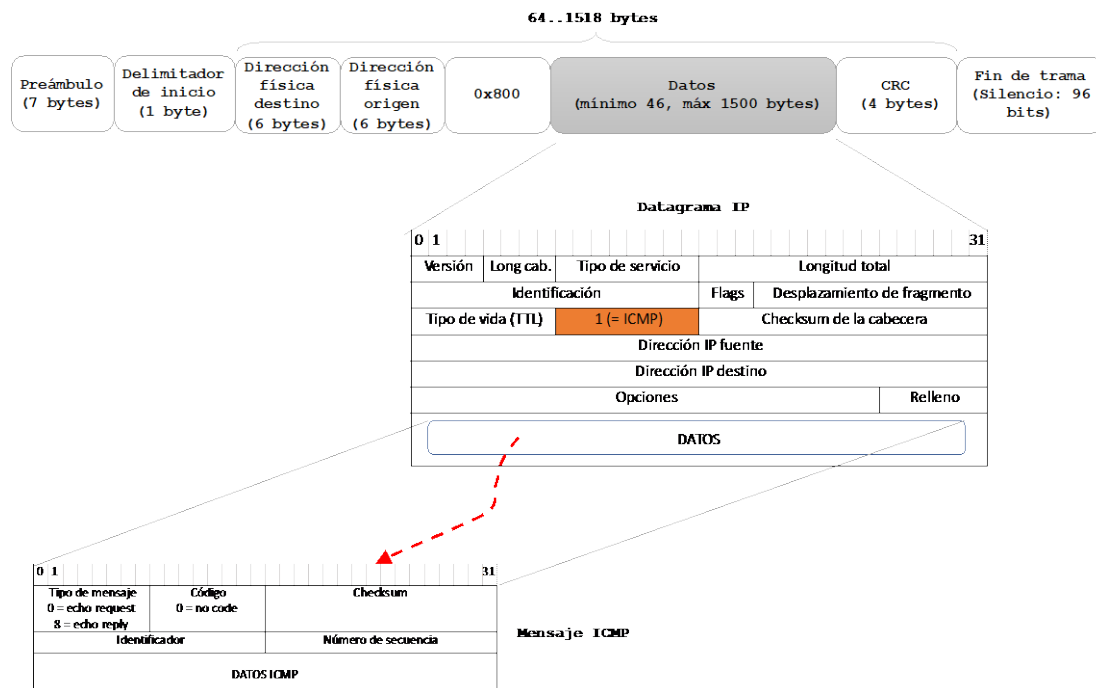 64..1518 bytes
Preámbulo
(7 bytes)
Delimitador
de inicio
(1 byte)
Dirección
física
destino
(6 bytes)
Dirección
física
origen
(6 bytes)
0x800
Datos
(mínimo 46, máx 1500 bytes)
CRC
(4 bytes)
Fin de trama
(Silencio: 96
bits)
Datagrama IP
0 1 31
Versión Long cab. Tipo de servicio Longitud total
Identificación Flags Desplazamiento de fragmento
Tipo de vida (TTL) 1 (= ICMP) Checksum de la cabecera
Dirección IP fuente
Dirección IP destino
Opciones Relleno
DATOS
0 1 31
Tipo de mensaje
0 = echo request
8 = echo reply
Código
0 = no code
Checksum
Identificador Número de secuencia
Mensaje ICMP
DATOS ICMP